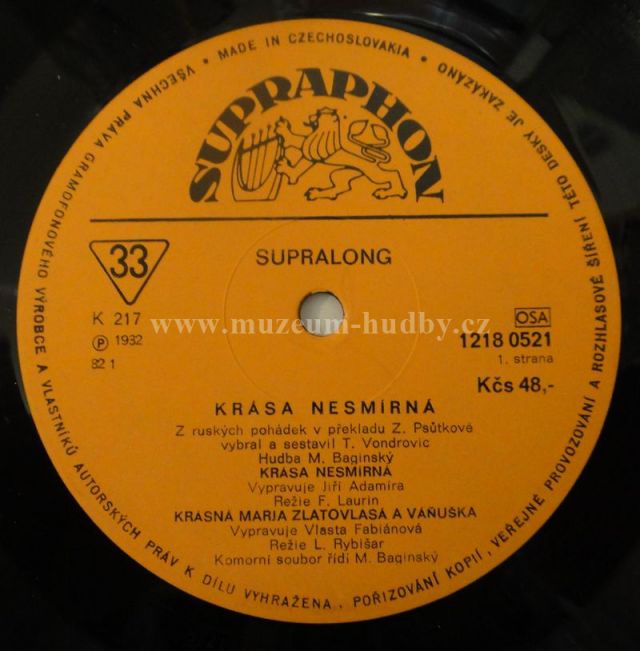 VŠECHNA PRÁVA GRAMOFONOVÉHO VÝROBCE A VLASTNÍKŮ AUTORSKÝCH PRÁV K DÍLU VYHRAŽENA, POŘIZOVÁNÍ KOPIÍ, VEŘEJNÉ PROVOZOVÁNÍ A ROZHLASOVÉ ŠÍŘENÍ TÉTO DESKY JE ZAKÁZÁNO
• MADE IN CZECHOSLOVAKIA •
SUPRAPHON
33
SUPRALONG
K 217
Ⓟ 1932
82 1
www.muzeum-hudby.cz
OSA
1218 0521
1. strana
Kčs 48,-
KRÁSA NESMÍRNÁ
Z ruských pohádek v překladu Z. Psůtkové
vybral a sestavil T. Vondrovic
Hudba M. Baginský
KRÁSA NESMÍRNÁ
Vypravuje Jiří Adamíra
Režie F. Laurin
KRÁSNÁ MARJA ZLATOVLASÁ A VÁŇUŠKA
Vypravuje Vlasta Fabiánová
Režie L. Rybišar
Komorní soubor řídí M. Baginský